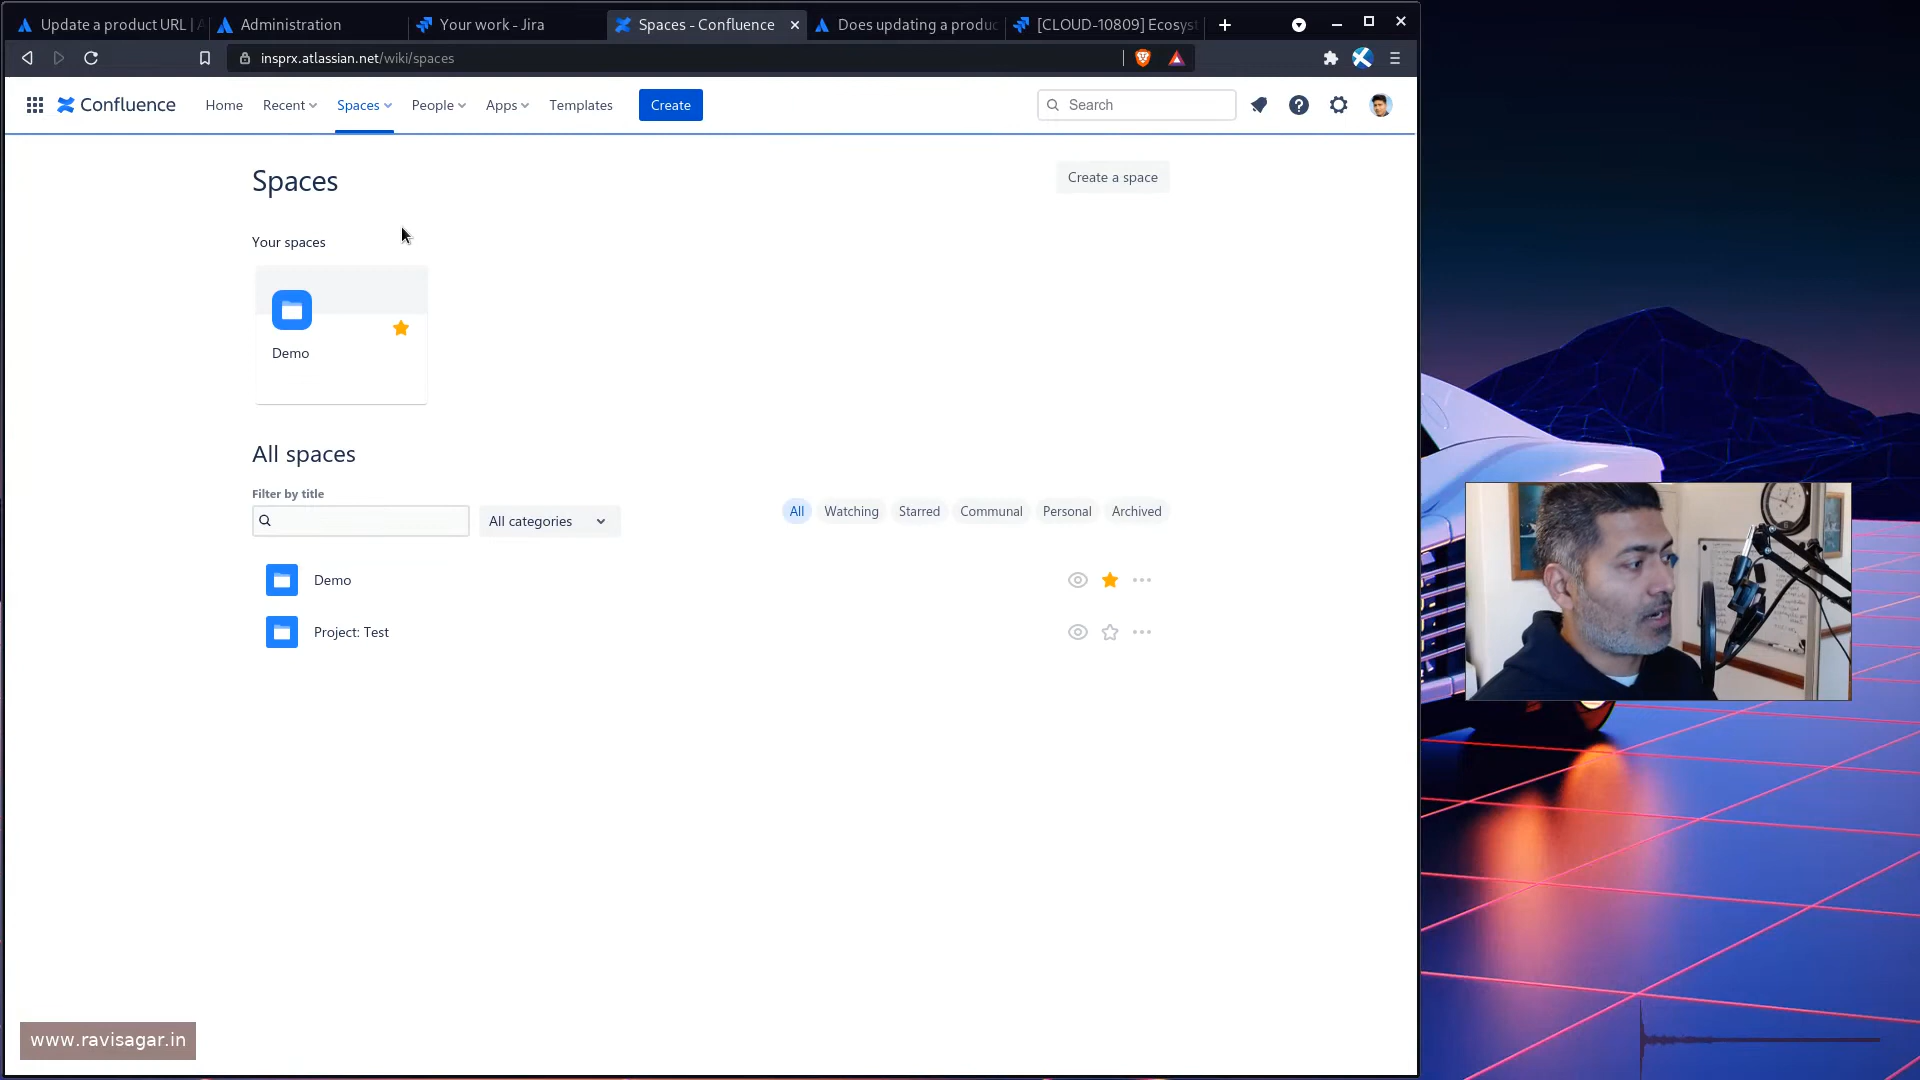 Update a product URL | A
Administration
Your work - Jira
Spaces - Confluence
Does updating a produc
[CLOUD-10809] Ecosyst
insprx.atlassian.net/wiki/spaces
Confluence
Home
Recent
Spaces
People
Apps
Templates
Create
Search
Spaces
Create a space
Your spaces
Demo
All spaces
Filter by title
All categories
All
Watching
Starred
Communal
Personal
Archived
Demo
Project: Test
www.ravisagar.in